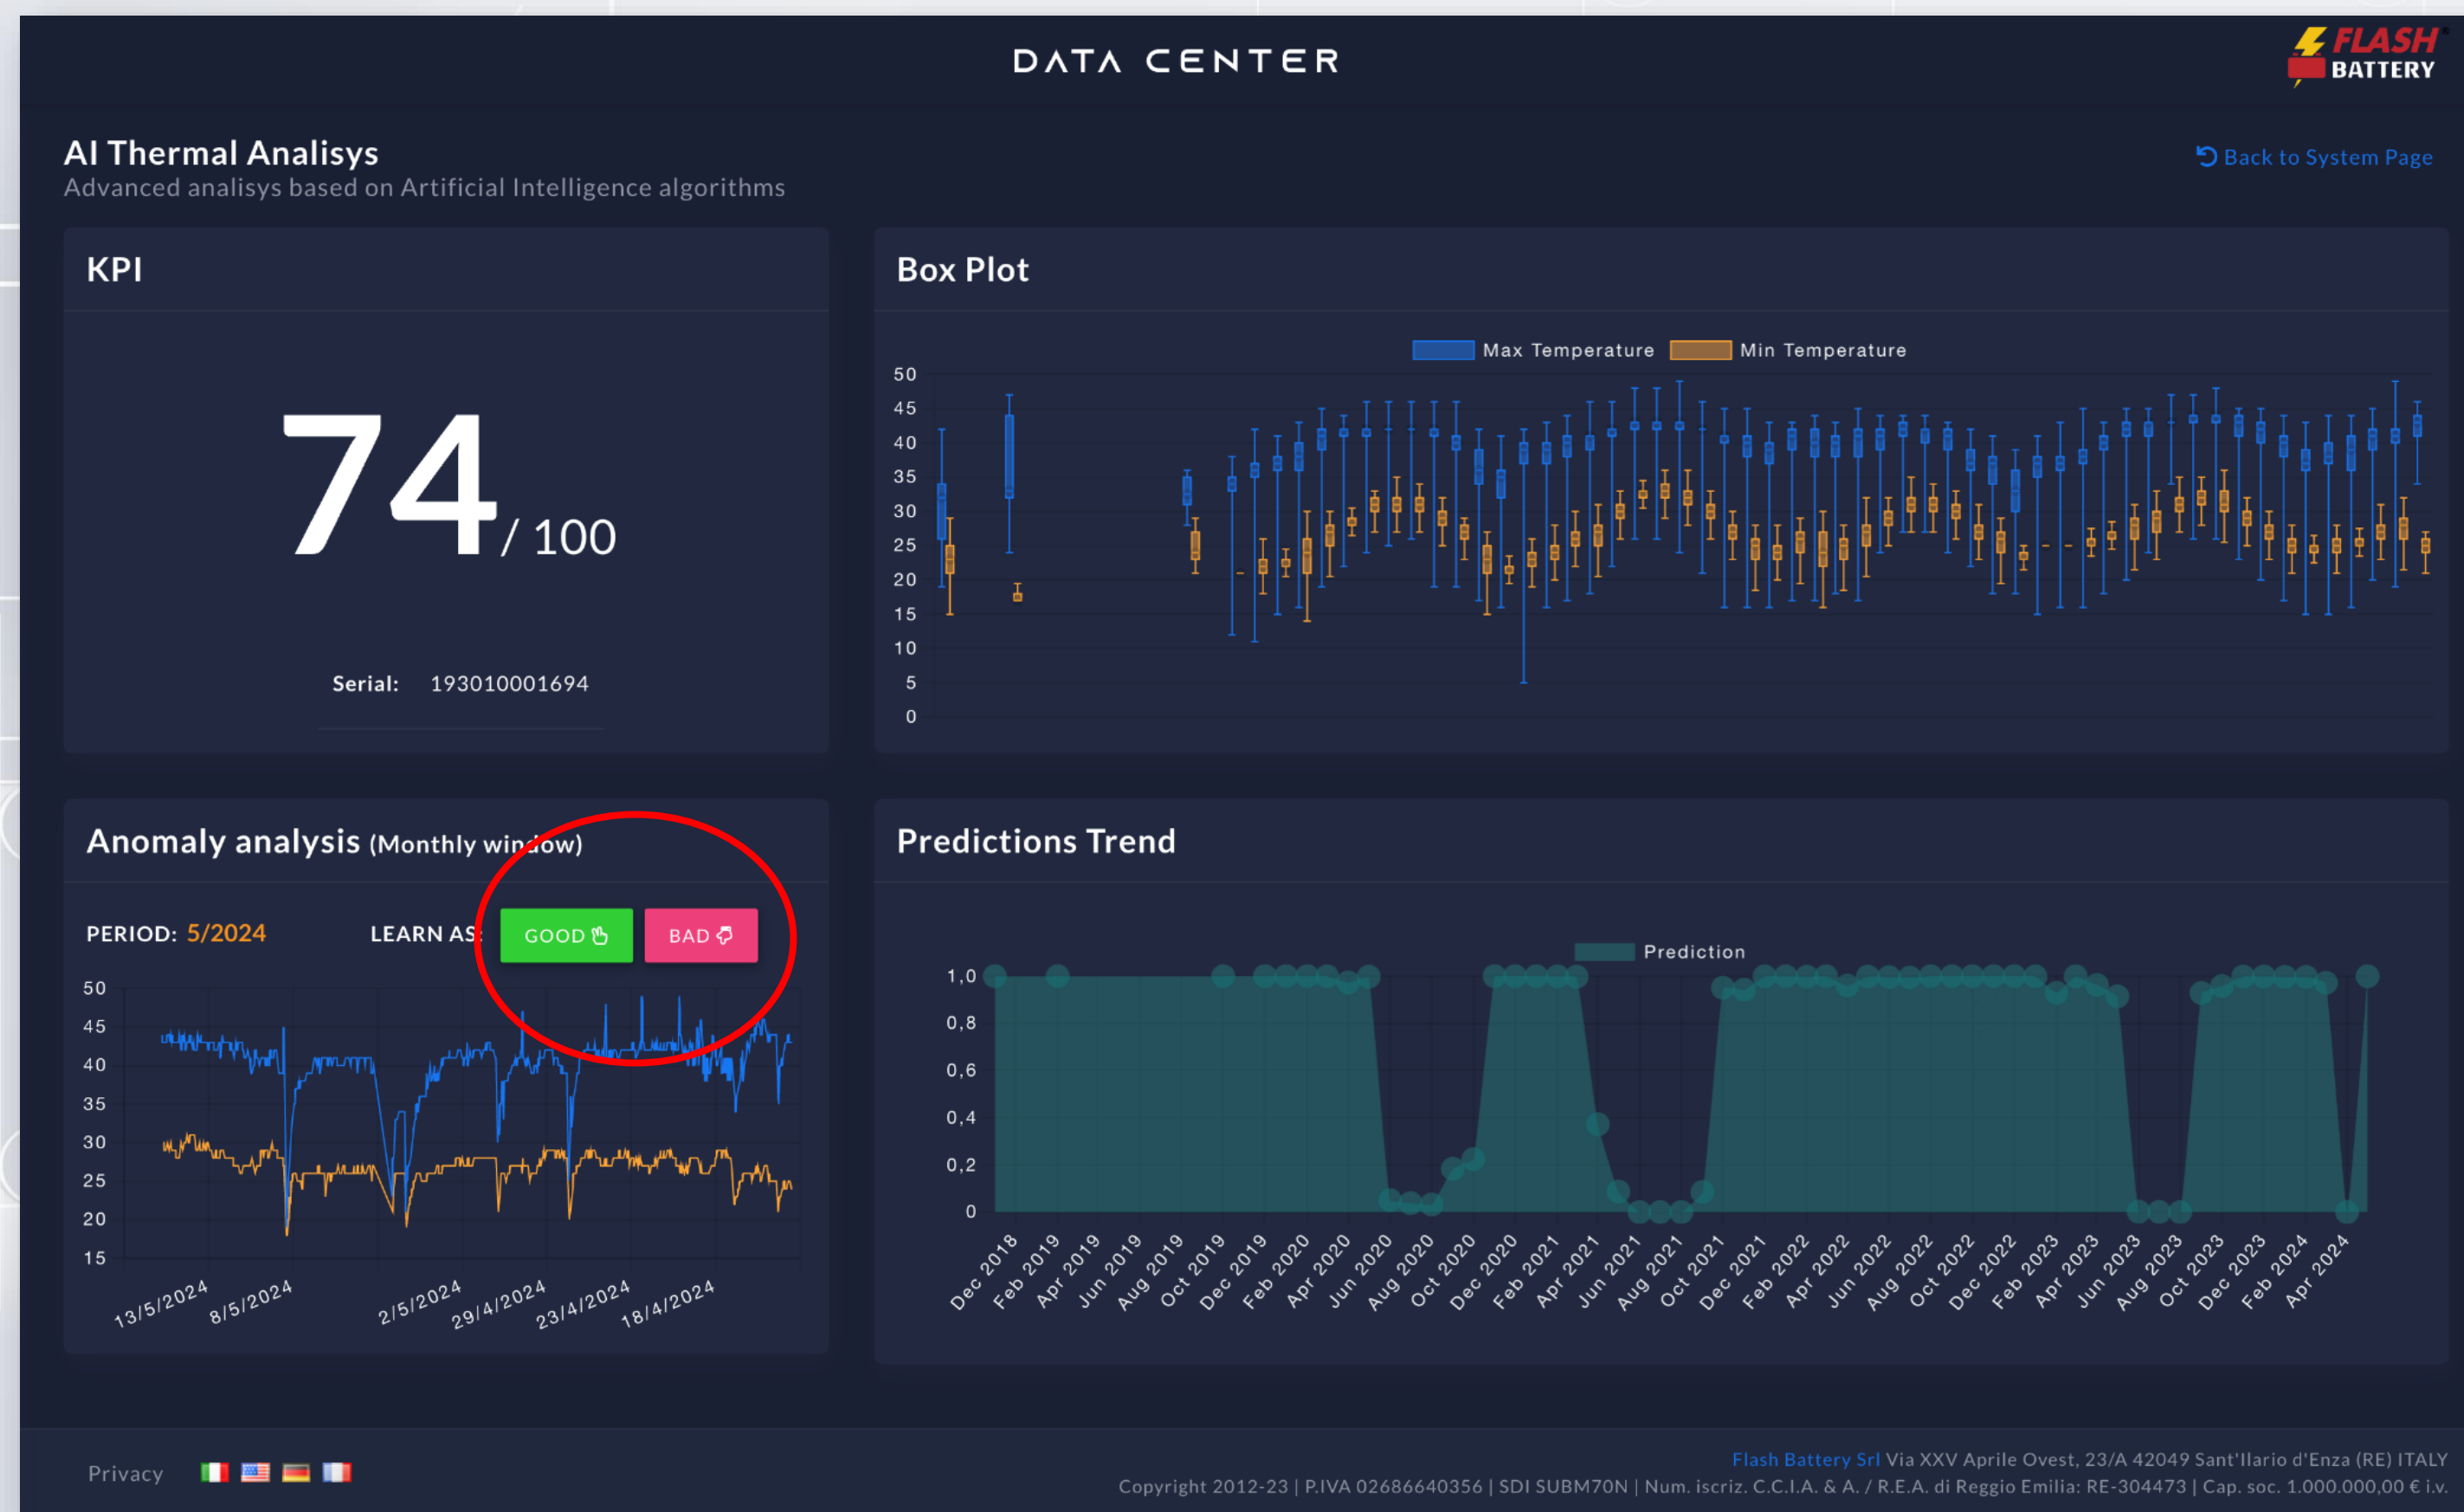 DATA CENTER
FLASH
BATTERY
AI Thermal Analisys
Advanced analisys based on Artificial Intelligence algorithms
Back to System Page
KPI
74/ 100
Serial: 193010001694
Box Plot
Max Temperature Min Temperature
50
45
40
35
30
25
20
15
10
5
0
Anomaly analysis (Monthly window)
PERIOD: 5/2024 LEARN AS: GOOD BAD
50
45
40
35
30
25
20
15
13/5/2024 8/5/2024 2/5/2024 29/4/2024 23/4/2024 18/4/2024
Predictions Trend
Prediction
1,0
0,8
0,6
0,4
0,2
0
Dec 2018 Feb 2019 Apr 2019 Jun 2019 Aug 2019 Oct 2019 Dec 2019 Feb 2020 Apr 2020 Jun 2020 Aug 2020 Oct 2020 Dec 2020 Feb 2021 Apr 2021 Jun 2021 Aug 2021 Oct 2021 Dec 2021 Feb 2022 Apr 2022 Jun 2022 Aug 2022 Oct 2022 Dec 2022 Feb 2023 Apr 2023 Jun 2023 Aug 2023 Oct 2023 Dec 2023 Feb 2024 Apr 2024
Privacy
Flash Battery Srl Via XXV Aprile Ovest, 23/A 42049 Sant'Ilario d'Enza (RE) ITALY
Copyright 2012-23 | P.IVA 02686640356 | SDI SUBM70N | Num. iscriz. C.C.I.A. & A. / R.E.A. di Reggio Emilia: RE-304473 | Cap. soc. 1.000.000,00 € i.v.